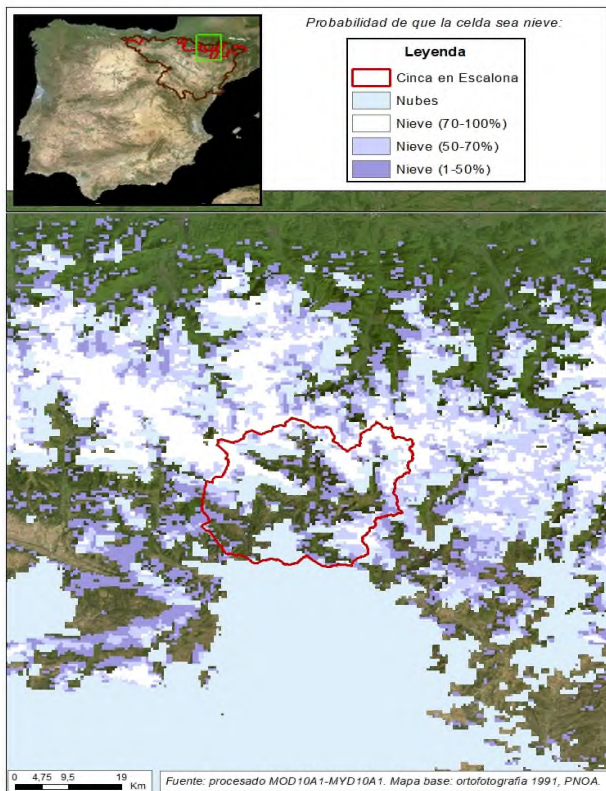 Probabilidad de que la celda sea nieve:
Leyenda
Cinca en Escalona
Nubes
Nieve (70-100%)
Nieve (50-70%)
Nieve (1-50%)
0 4,75 9,5 19
Km
Fuente: procesado MOD10A1-MYD10A1. Mapa base: ortofotografía 1991, PNOA.